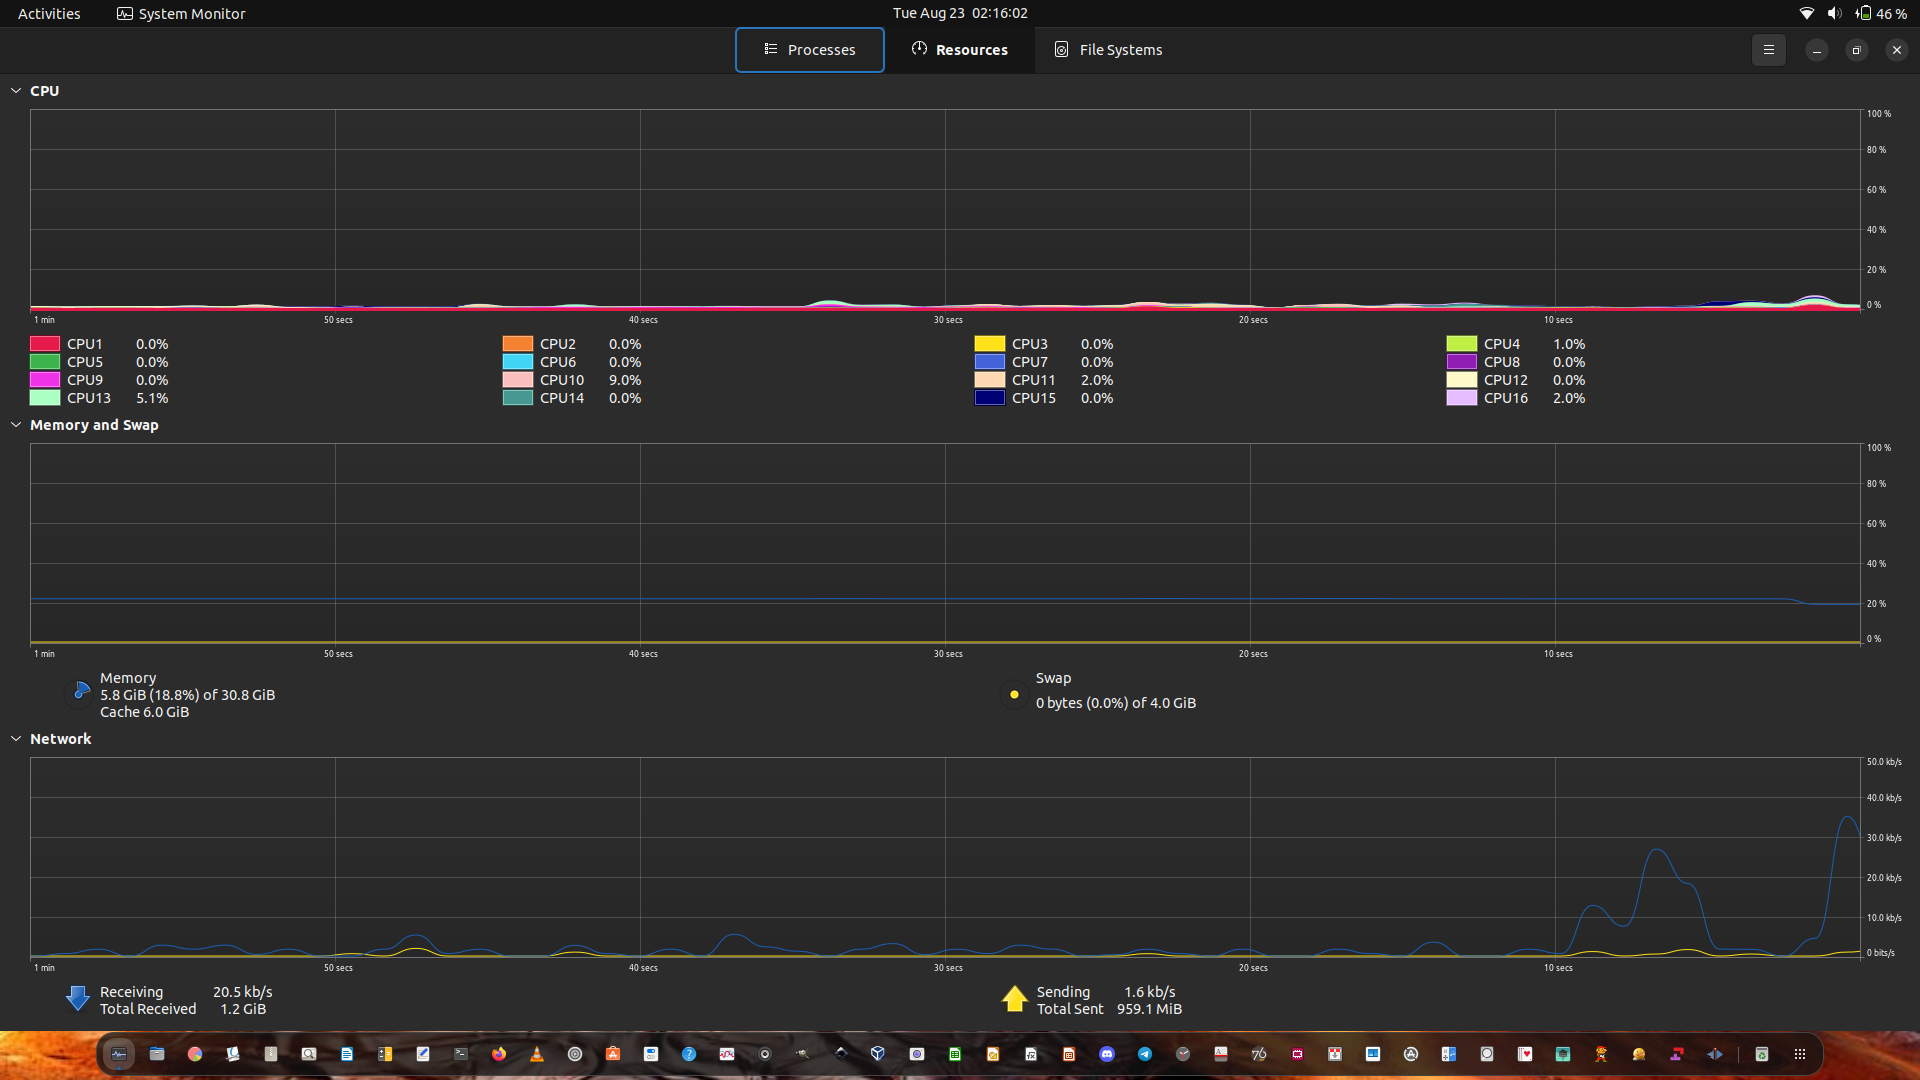 Activities System Monitor Tue Aug 23 02:16:02 46 %
Processes Resources File Systems
CPU
100 %
80 %
60 %
40 %
20 %
0 %
1 min 50 secs 40 secs 30 secs 20 secs 10 secs
CPU1 0.0% CPU2 0.0% CPU3 0.0% CPU4 1.0%
CPU5 0.0% CPU6 0.0% CPU7 0.0% CPU8 0.0%
CPU9 0.0% CPU10 9.0% CPU11 2.0% CPU12 0.0%
CPU13 5.1% CPU14 0.0% CPU15 0.0% CPU16 2.0%
Memory and Swap
100 %
80 %
60 %
40 %
20 %
0 %
1 min 50 secs 40 secs 30 secs 20 secs 10 secs
Memory
5.8 GiB (18.8%) of 30.8 GiB
Cache 6.0 GiB
Swap
0 bytes (0.0%) of 4.0 GiB
Network
50.0 kb/s
40.0 kb/s
30.0 kb/s
20.0 kb/s
10.0 kb/s
0 bits/s
1 min 50 secs 40 secs 30 secs 20 secs 10 secs
Receiving 20.5 kb/s Sending 1.6 kb/s
Total Received 1.2 GiB Total Sent 959.1 MiB
76